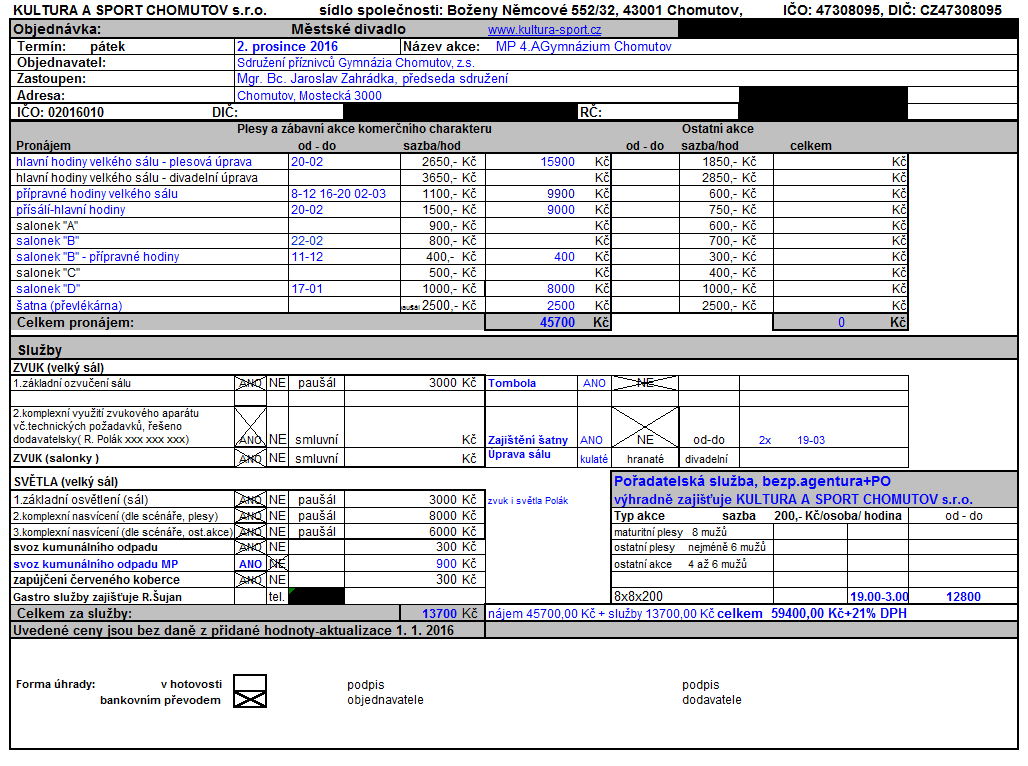 KULTURA A SPORT CHOMUTOV s.r.o. sídlo společnosti: Boženy Němcové 552/32, 43001 Chomutov, IČO: 47308095, DIČ: CZ47308095
Objednávka: Městské divadlo www.kultura-sport.cz
Termín: pátek 2. prosince 2016 Název akce: MP 4.AGymnázium Chomutov
Objednavatel: Sdružení příznivců Gymnázia Chomutov, z.s.
Zastoupen: Mgr. Bc. Jaroslav Zahrádka, předseda sdružení
Adresa: Chomutov, Mostecká 3000
IČO: 02016010 DIČ: RČ:
Plesy a zábavní akce komerčního charakteru Ostatní akce
Pronájem od - do sazba/hod od - do sazba/hod celkem
hlavní hodiny velkého sálu - plesová úprava 20-02 2650,- Kč 15900 Kč 1850,- Kč Kč
hlavní hodiny velkého sálu - divadelní úprava 3650,- Kč Kč 2850,- Kč Kč
přípravné hodiny velkého sálu 8-12 16-20 02-03 1100,- Kč 9900 Kč 600,- Kč Kč
přísálí-hlavní hodiny 20-02 1500,- Kč 9000 Kč 750,- Kč Kč
salonek "A" 900,- Kč Kč 600,- Kč Kč
salonek "B" 22-02 800,- Kč Kč 700,- Kč Kč
salonek "B" - přípravné hodiny 11-12 400,- Kč 400 Kč 300,- Kč Kč
salonek "C" 500,- Kč Kč 400,- Kč Kč
salonek "D" 17-01 1000,- Kč 8000 Kč 1000,- Kč Kč
šatna (převlékárna) 2500,- Kč 2500 Kč 2500,- Kč Kč
Celkem pronájem: 45700 Kč 0 Kč
Služby
ZVUK (velký sál)
1.základní ozvučení sálu ANO NE paušál 3000 Kč Tombola ANO NE
2.komplexní využití zvukového aparátu
vč.technických požadavků, řešeno
dodavatelsky( R. Polák xxx xxx xxx) ANO NE smluvní Kč Zajištění šatny ANO NE od-do 2x 19-03
ZVUK (salonky ) ANO NE smluvní Kč Úprava sálu kulaté hranaté divadelní
SVĚTLA (velký sál) Pořadatelská služba, bezp.agentura+PO
1.základní osvětlení (sál) ANO NE paušál 3000 Kč zvuk i světla Polák výhradně zajišťuje KULTURA A SPORT CHOMUTOV s.r.o.
2.komplexní nasvícení (dle scénáře, plesy) ANO NE paušál 8000 Kč Typ akce sazba 200,- Kč/osoba/ hodina od - do
3.komplexní nasvícení (dle scénáře, ost.akce) ANO NE paušál 6000 Kč maturitní plesy 8 mužů
svoz kumunálního odpadu ANO NE 300 Kč ostatní plesy nejméně 6 mužů
svoz kumunálního odpadu MP ANO NE 900 Kč ostatní akce 4 až 6 mužů
zapůjčení červeného koberce ANO NE 300 Kč
Gastro služby zajišťuje R.Šujan tel. 8x8x200 19.00-3.00 12800
Celkem za služby: 13700 Kč nájem 45700,00 Kč + služby 13700,00 Kč celkem 59400,00 Kč+21% DPH
Uvedené ceny jsou bez daně z přidané hodnoty-aktualizace 1. 1. 2016
Forma úhrady: v hotovosti podpis podpis
bankovním převodem objednavatele dodavatele